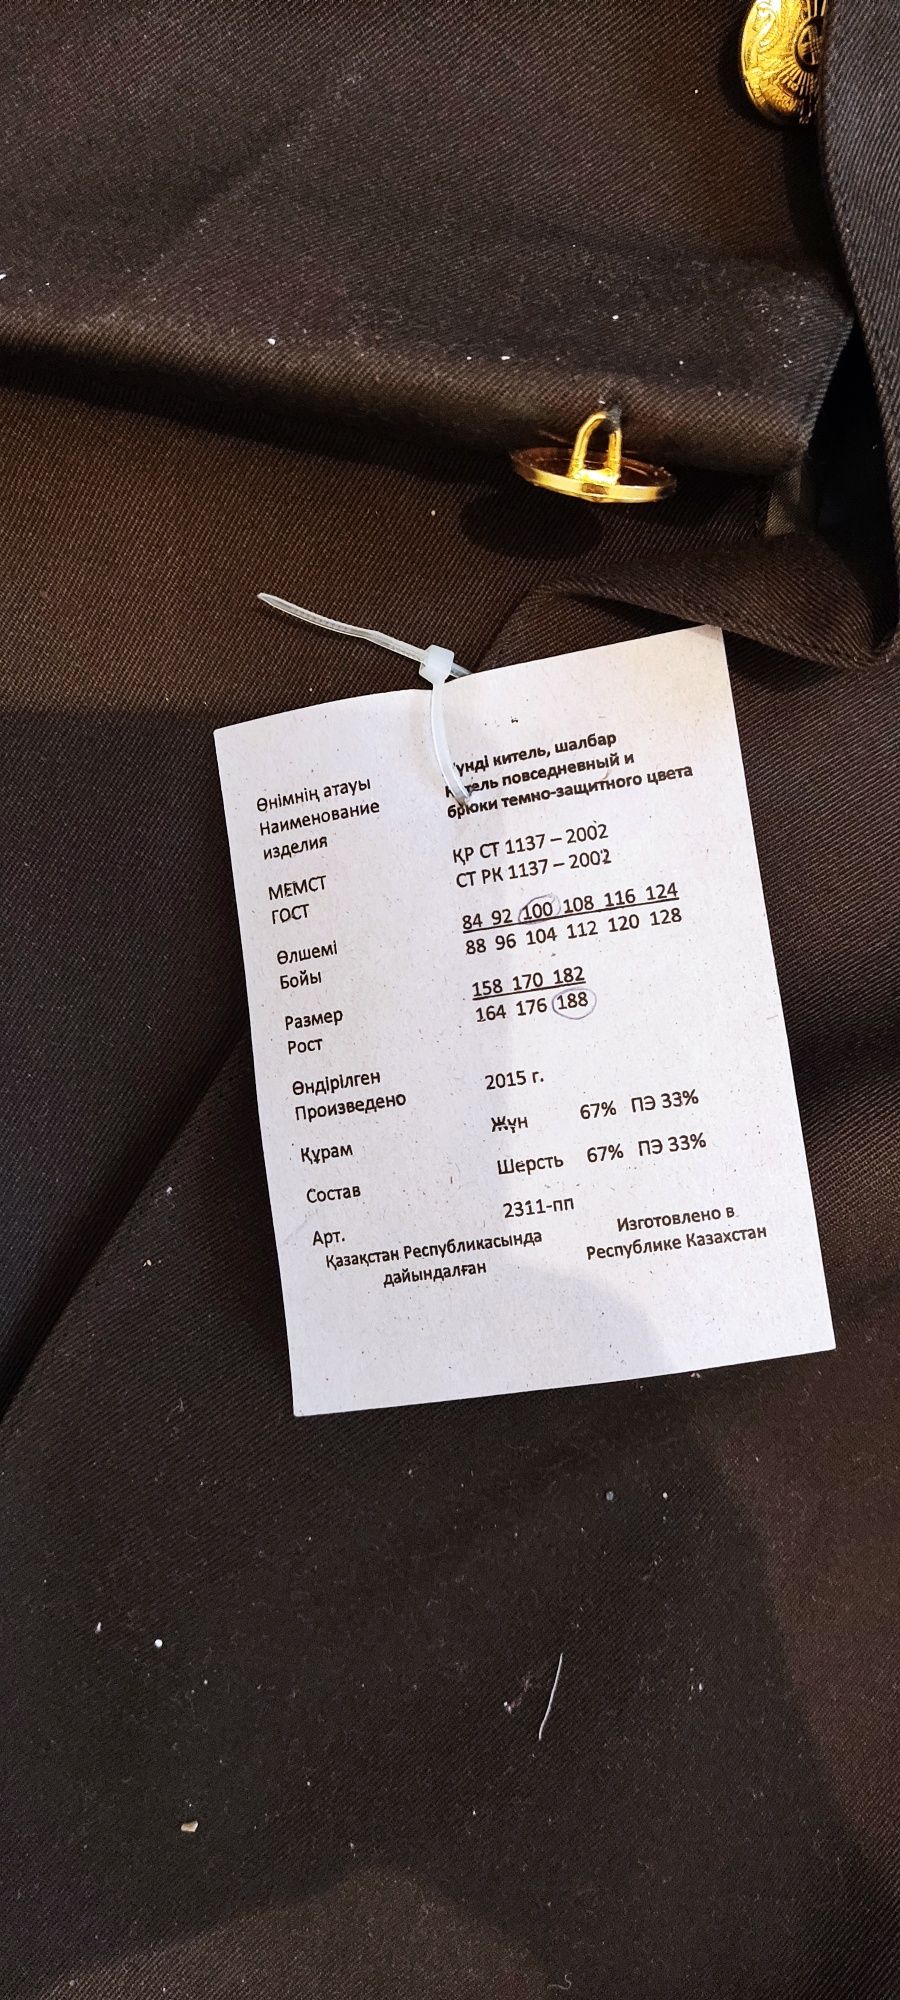 Өнімнің атауы
Наименование
изделия
китель, шалбар
повседневный и
брюки темно-защитного цвета
МЕМСТ
ГОСТ
ҚР СТ 1137 – 2002
СТ РК 1137 – 2002
Өлшемі
Бойы
84 92 100 108 116 124
88 96 104 112 120 128
Размер
Рост
158 170 182
164 176 188
Өндірілген
Произведено
2015 г.
Құрам
Жүн 67% ПЭ 33%
Состав
Шерсть 67% ПЭ 33%
Арт.
2311-пп
Қазақстан Республикасында
дайындалған
Изготовлено в
Республике Казахстан